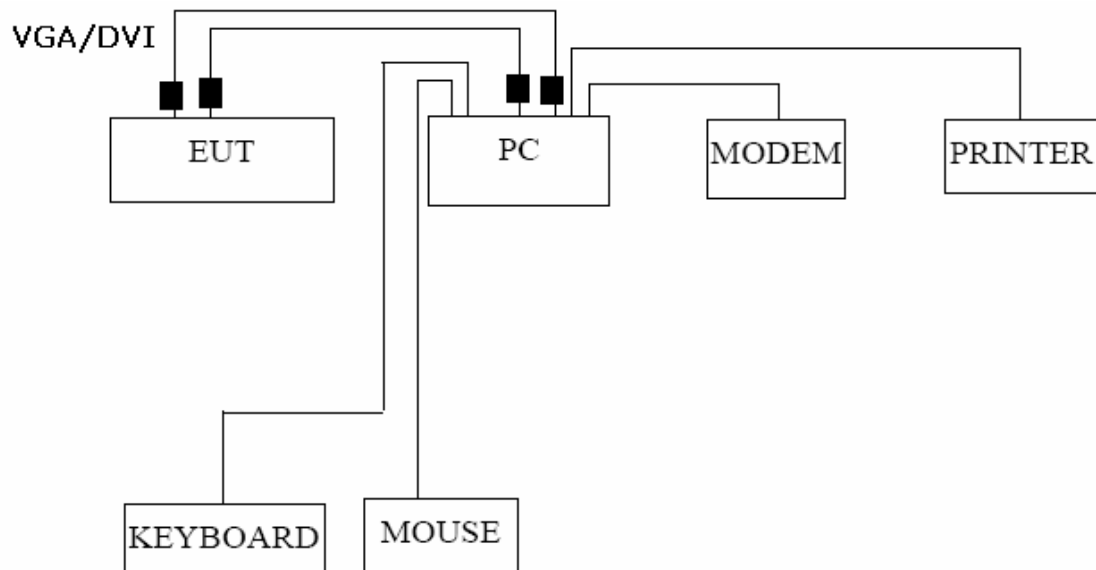 VGA/DVI
EUT
PC
MODEM
PRINTER
KEYBOARD
MOUSE